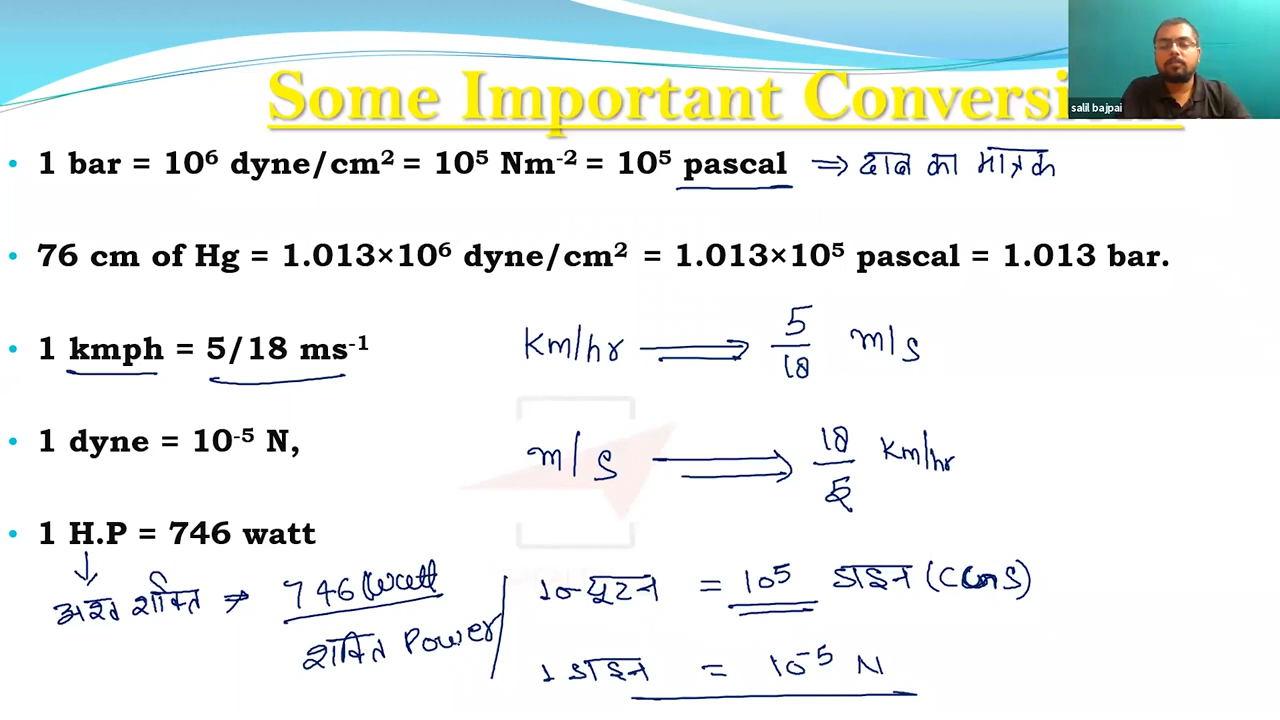 Some Important Conversi
salil bajpai
• 1 bar = 10⁶ dyne/cm² = 10⁵ Nm⁻² = 10⁵ pascal ⇒ दाब का मात्रक
• 76 cm of Hg = 1.013×10⁶ dyne/cm² = 1.013×10⁵ pascal = 1.013 bar.
• 1 kmph = 5/18 ms⁻¹
km/hr ⟹ 5/18 m/s
• 1 dyne = 10⁻⁵ N,
m/s ⟹ 18/5 km/hr
• 1 H.P = 746 watt
↓
अश्व शक्ति ⇒ 746 watt
शक्ति Power
1 न्यूटन = 10⁵ डाइन
1 डाइन = 10⁻⁵ N